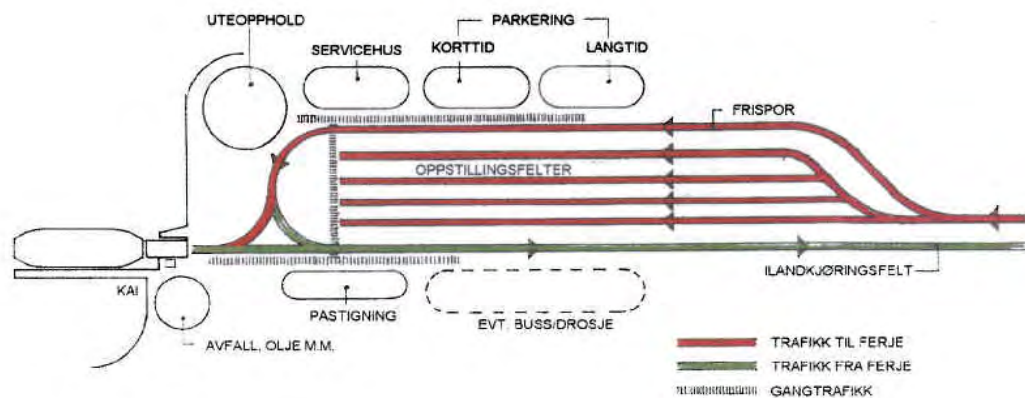 UTEOPPHOLD
PARKERING
SERVICEHUS
KORTTID
LANGTID
FRISPOR
OPPSTILLINGSFELTER
ILANDKJØRINGSFELT
KAI
PASTIGNING
EVT. BUSS/DROSJE
AVFALL, OLJE M.M.
TRAFIKK TIL FERJE
TRAFIKK FRA FERJE
GANGTRAFIKK